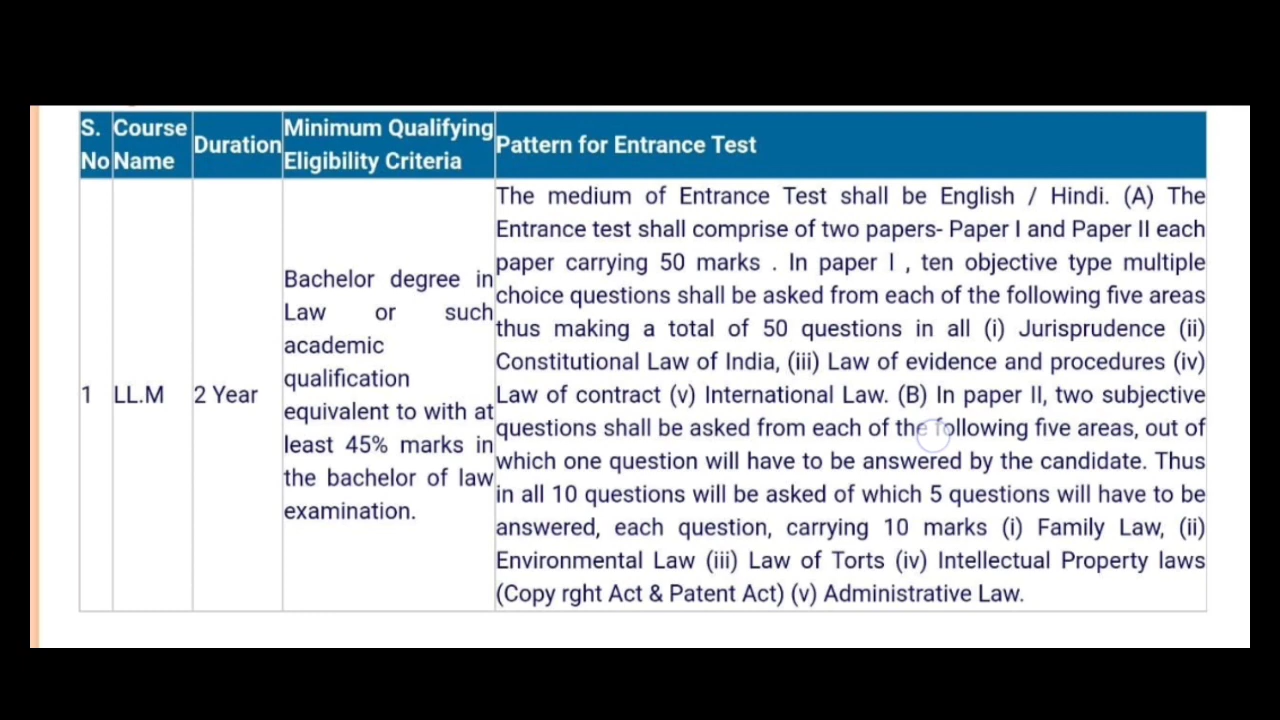 S. No
Course Name
Duration
Minimum Qualifying
Eligibility Criteria
Pattern for Entrance Test
1
LL.M
2 Year
Bachelor degree in
Law or such
academic
qualification
equivalent to with at
least 45% marks in
the bachelor of law
examination.
The medium of Entrance Test shall be English / Hindi. (A) The
Entrance test shall comprise of two papers- Paper I and Paper II each
paper carrying 50 marks . In paper I , ten objective type multiple
choice questions shall be asked from each of the following five areas
thus making a total of 50 questions in all (i) Jurisprudence (ii)
Constitutional Law of India, (iii) Law of evidence and procedures (iv)
Law of contract (v) International Law. (B) In paper II, two subjective
questions shall be asked from each of the following five areas, out of
which one question will have to be answered by the candidate. Thus
in all 10 questions will be asked of which 5 questions will have to be
answered, each question, carrying 10 marks (i) Family Law, (ii)
Environmental Law (iii) Law of Torts (iv) Intellectual Property laws
(Copy rght Act & Patent Act) (v) Administrative Law.